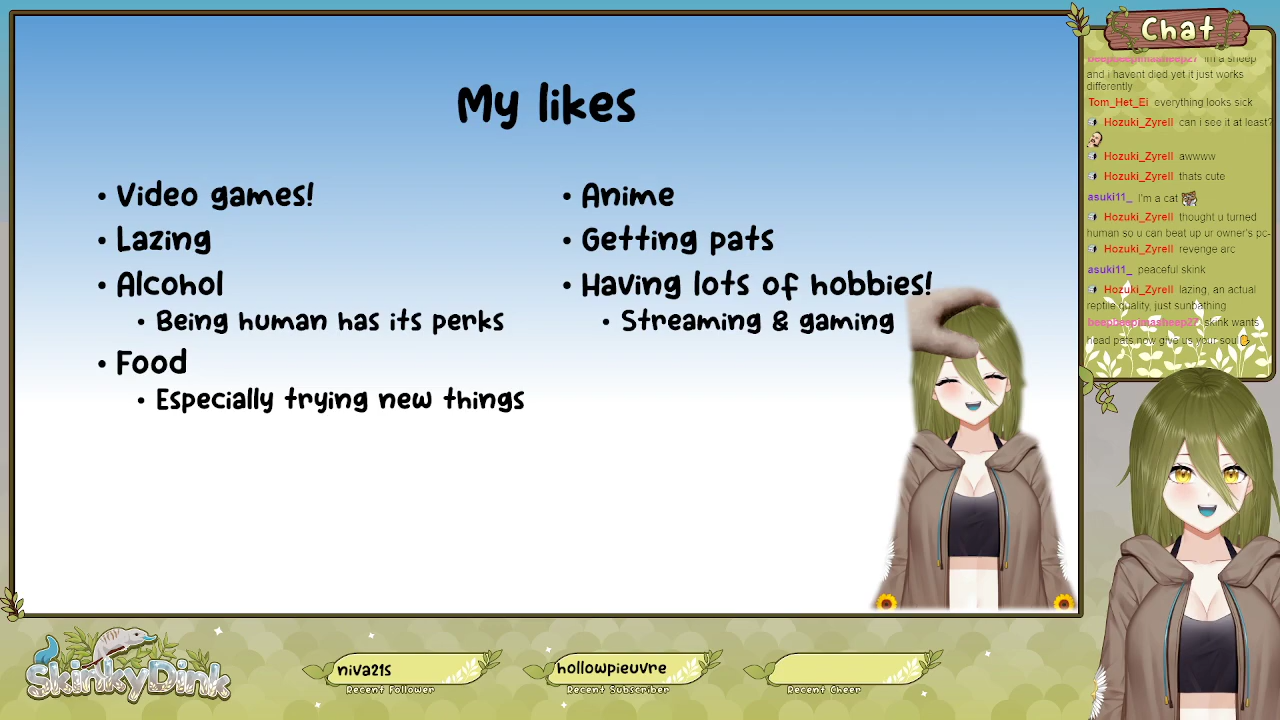 My likes
• Video games!
• Lazing
• Alcohol
• Being human has its perks
• Food
• Especially trying new things
• Anime
• Getting pats
• Having lots of hobbies!
• Streaming & gaming
Chat
beepbeepimasheep27 im a sheep
and i havent died yet it just works
differently
Tom_Het_Ei everything looks sick
Hozuki_Zyrell can i see it at least?
Hozuki_Zyrell awwww
Hozuki_Zyrell thats cute
asuki11_ I'm a cat
Hozuki_Zyrell thought u turned
human so u can beat up ur owner's pc-
Hozuki_Zyrell revenge arc
asuki11_ peaceful skink
Hozuki_Zyrell lazing, an actual
reptile quality, just sunbathing
beepbeepimasheep27 skink wants
head pats now give us your soul
SkinkyDink
niva21s
Recent Follower
hollowpieuvre
Recent Subscriber
Recent Cheer